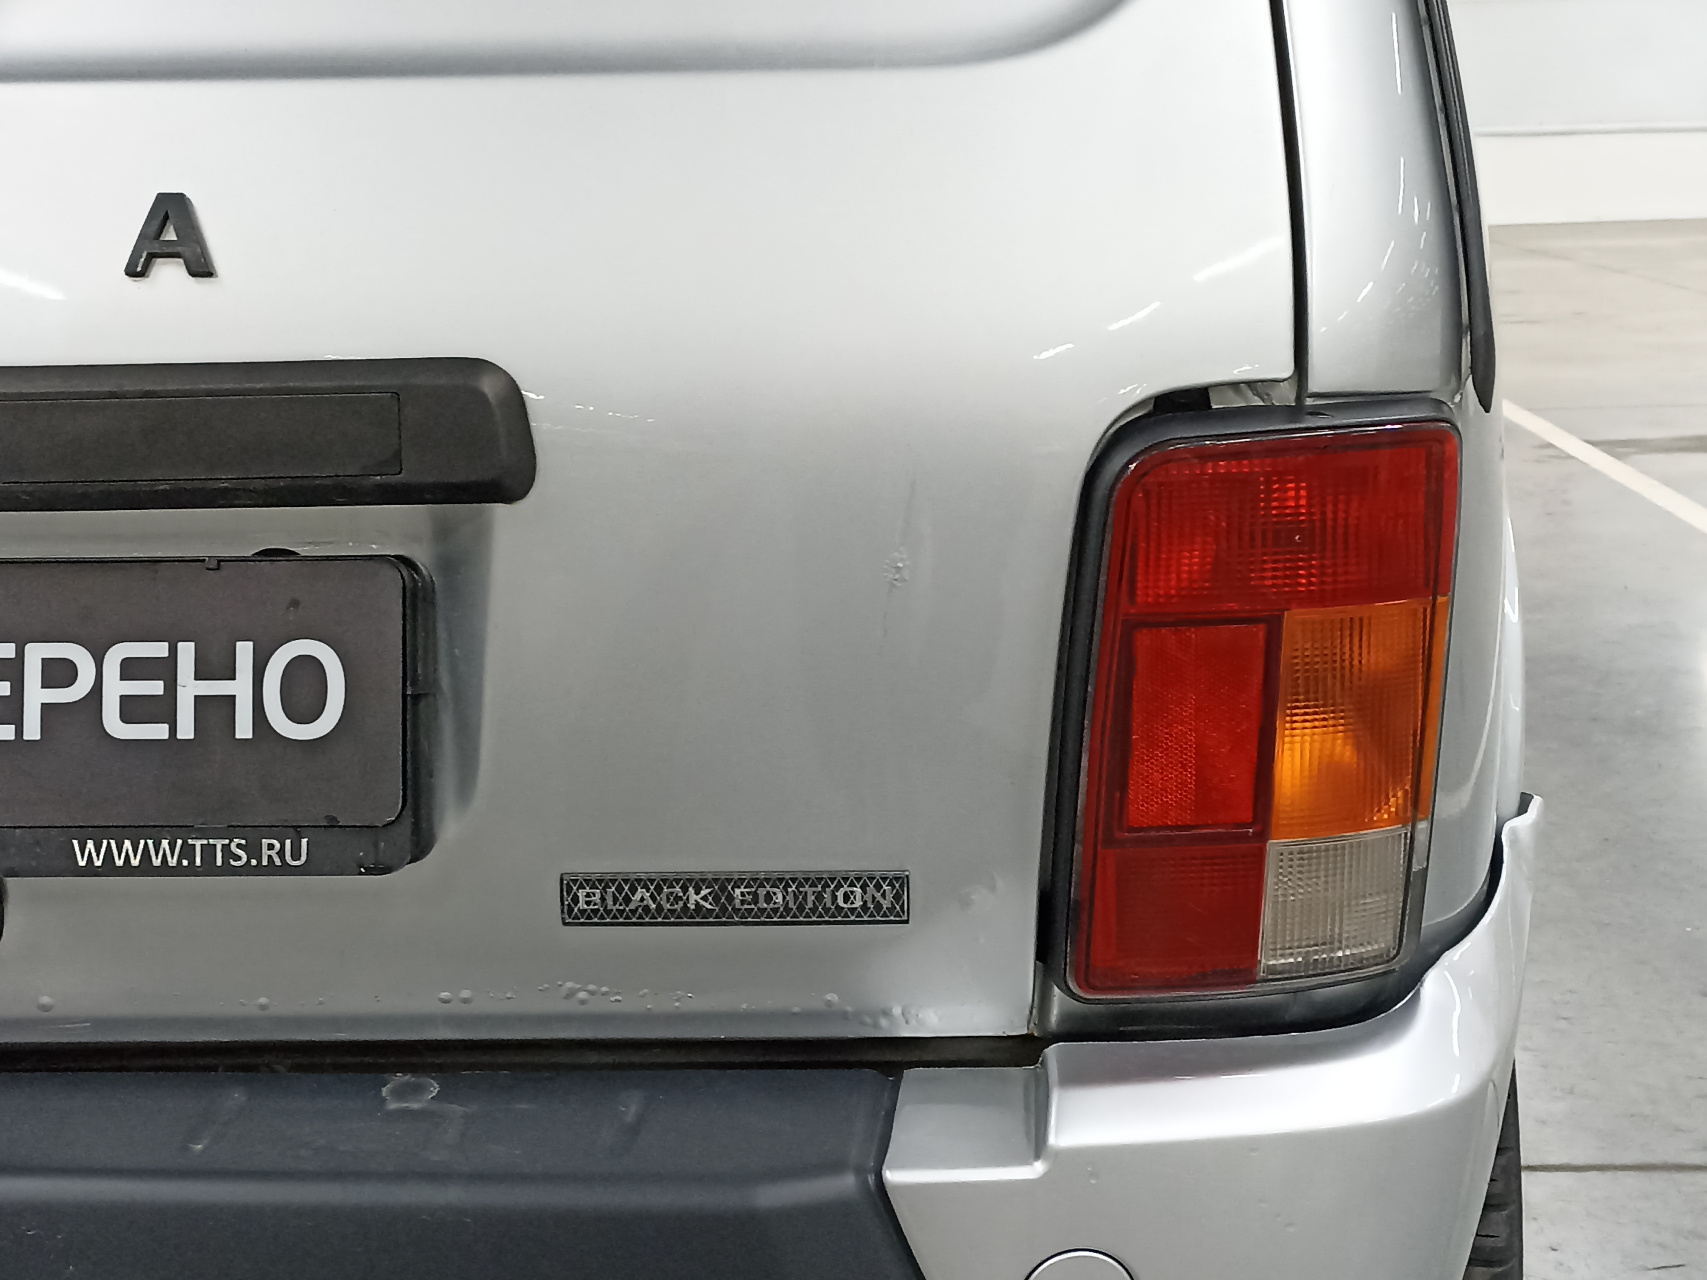 A
ЕРЕНО
WWW.TTS.RU
BLACK EDITION